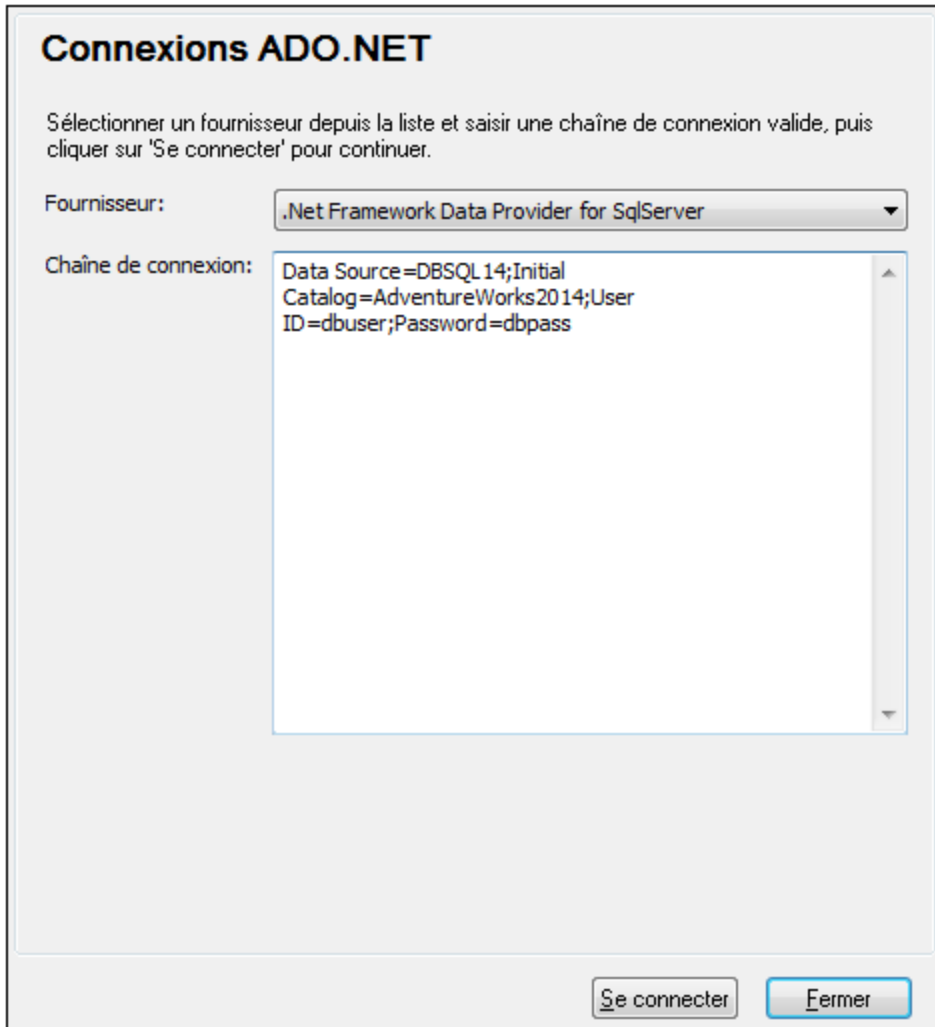 Connexions ADO.NET
Sélectionner un fournisseur depuis la liste et saisir une chaîne de connexion valide, puis
cliquer sur 'Se connecter' pour continuer.
Fournisseur: .Net Framework Data Provider for SqlServer
Chaîne de connexion: Data Source=DBSQL14;Initial
Catalog=AdventureWorks2014;User
ID=dbuser;Password=dbpass
Se connecter Fermer